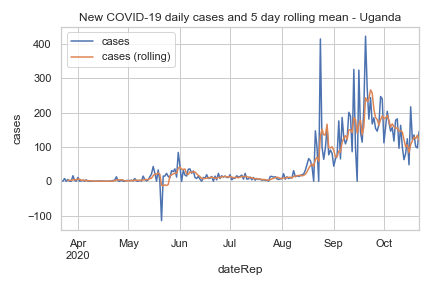 New COVID-19 daily cases and 5 day rolling mean - Uganda
cases
cases (rolling)
400
300
200
100
0
−100
cases
Apr
2020
May
Jun
Jul
Aug
Sep
Oct
dateRep